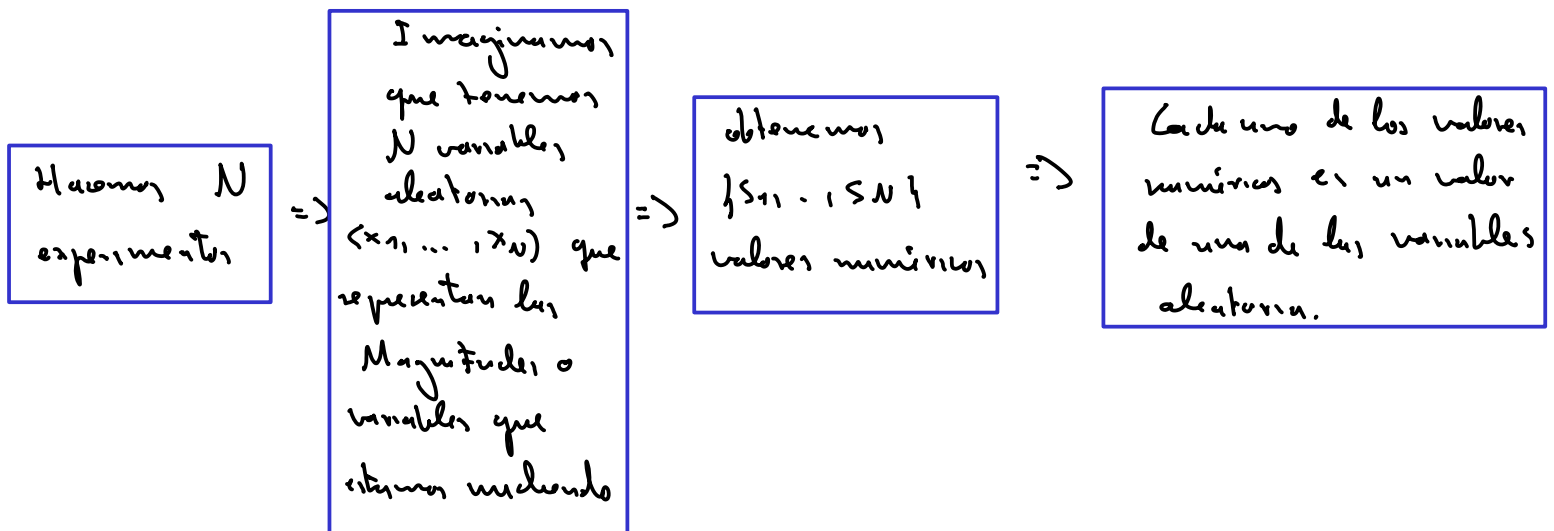 Hacemos N
experimentos
=>
Imaginamos
que tenemos
N variables
aleatorias
<x1, ... , xN) que
representan las
Magnitudes o
variables que
estamos midiendo
=>
obtenemos
{S1, . , SN}
valores numéricos
=>
Cada uno de los valores
numéricos es un valor
de una de las variables
aleatoria.